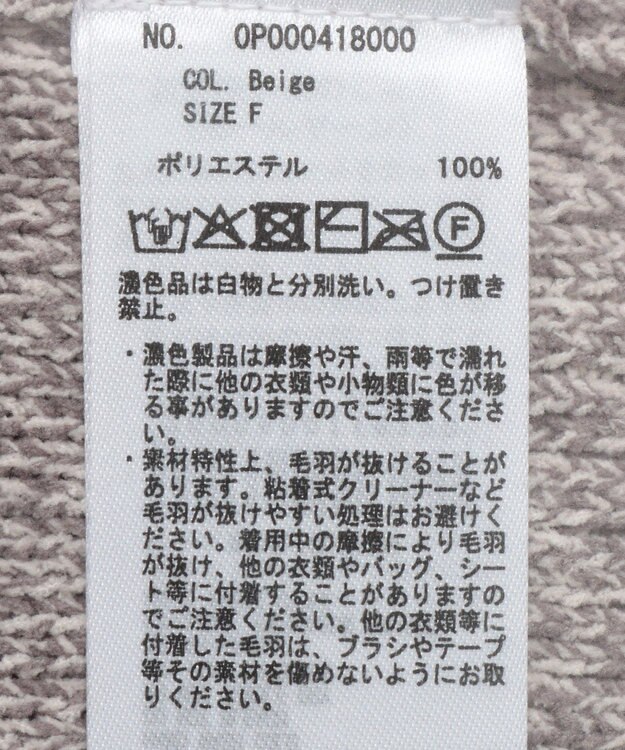 NO. 0P000418000
COL. Beige
SIZE F
ポリエステル 100%
F
濃色品は白物と分別洗い。つけ置き
禁止。
・濃色製品は摩擦や汗、雨等で濡れ
た際に他の衣類や小物類に色が移
る事がありますのでご注意くださ
い。
・素材特性上、毛羽が抜けることが
あります。粘着式クリーナーなど
毛羽が抜けやすい処理はお避けく
ださい。着用中の摩擦により毛羽
が抜け、他の衣類やバッグ、シー
ト等に付着することがありますの
でご注意ください。他の衣類等に
付着した毛羽は、ブラシやテープ
等その素材を傷めないようにお取
りください。